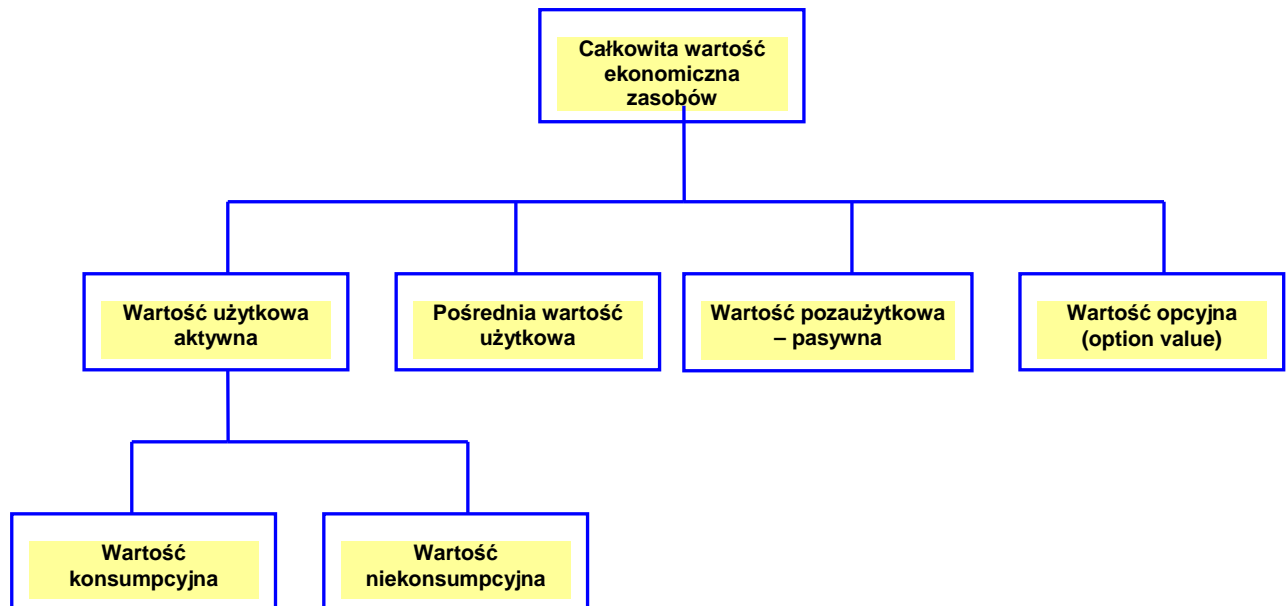 Całkowita wartość
ekonomiczna
zasobów
Wartość użytkowa
aktywna
Pośrednia wartość
użytkowa
Wartość pozaużytkowa
– pasywna
Wartość opcyjna
(option value)
Wartość
konsumpcyjna
Wartość
niekonsumpcyjna